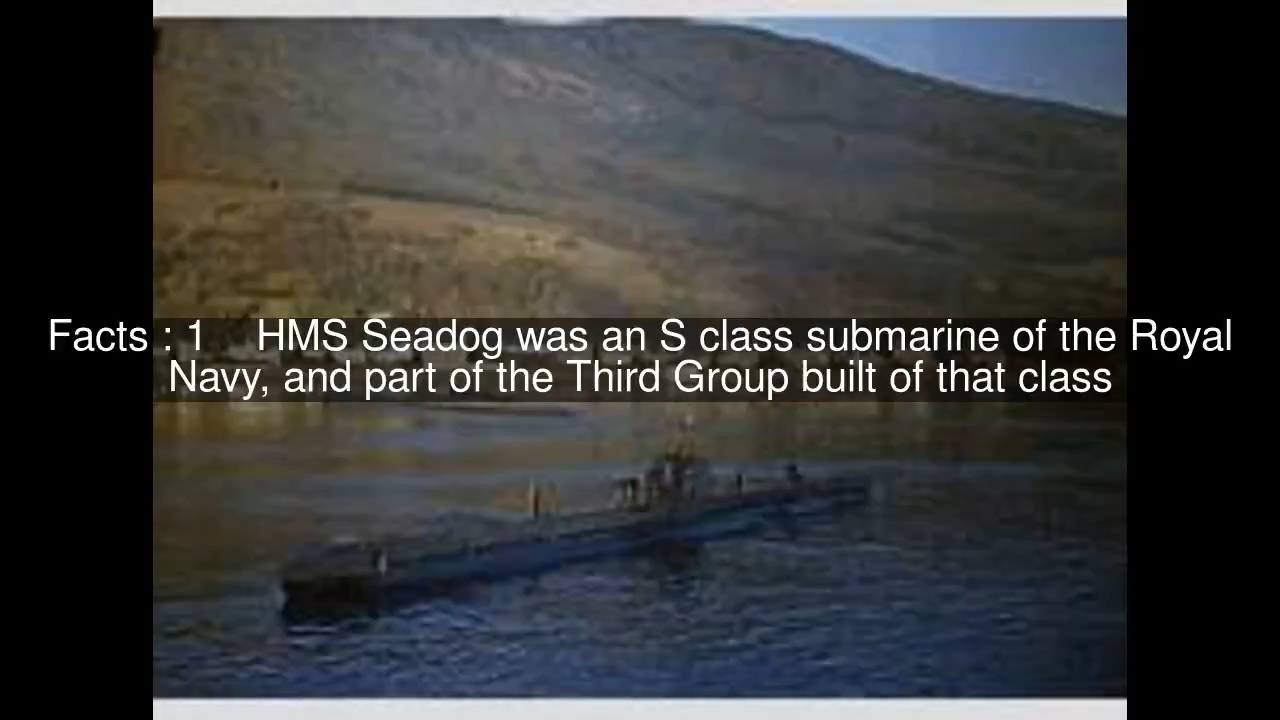 Facts : 1 HMS Seadog was an S class submarine of the Royal
Navy, and part of the Third Group built of that class